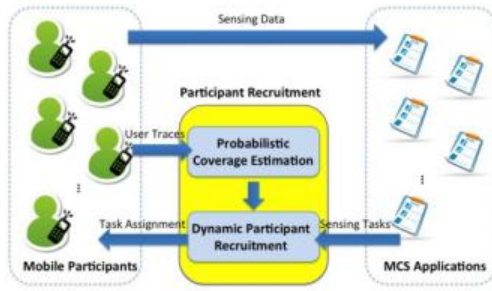 Sensing Data
Participant Recruitment
User Traces
Probabilistic
Coverage Estimation
Task Assignment
Dynamic Participant
Recruitment
Sensing Tasks
Mobile Participants
MCS Applications